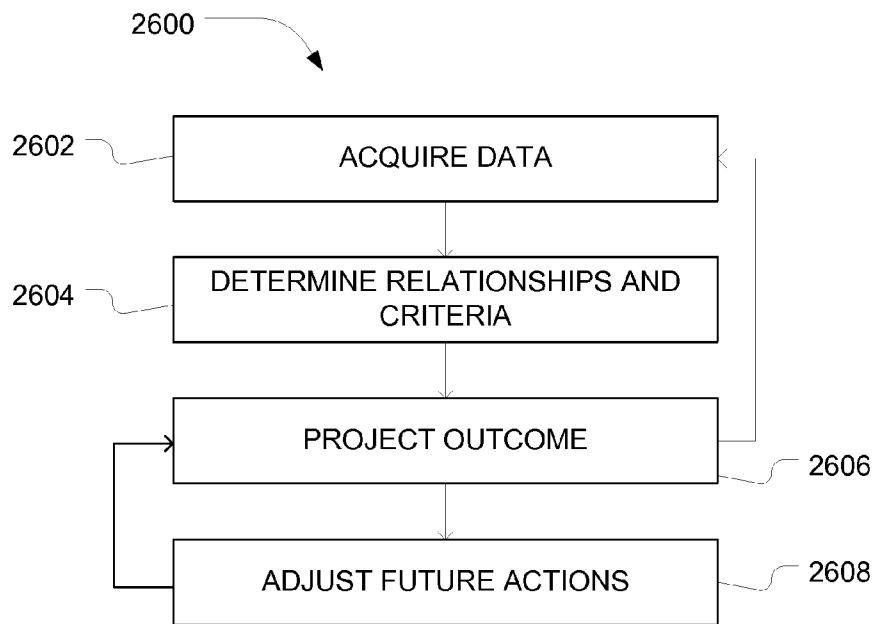 2600
2602
ACQUIRE DATA
2604
DETERMINE RELATIONSHIPS AND
CRITERIA
PROJECT OUTCOME
2606
ADJUST FUTURE ACTIONS
2608